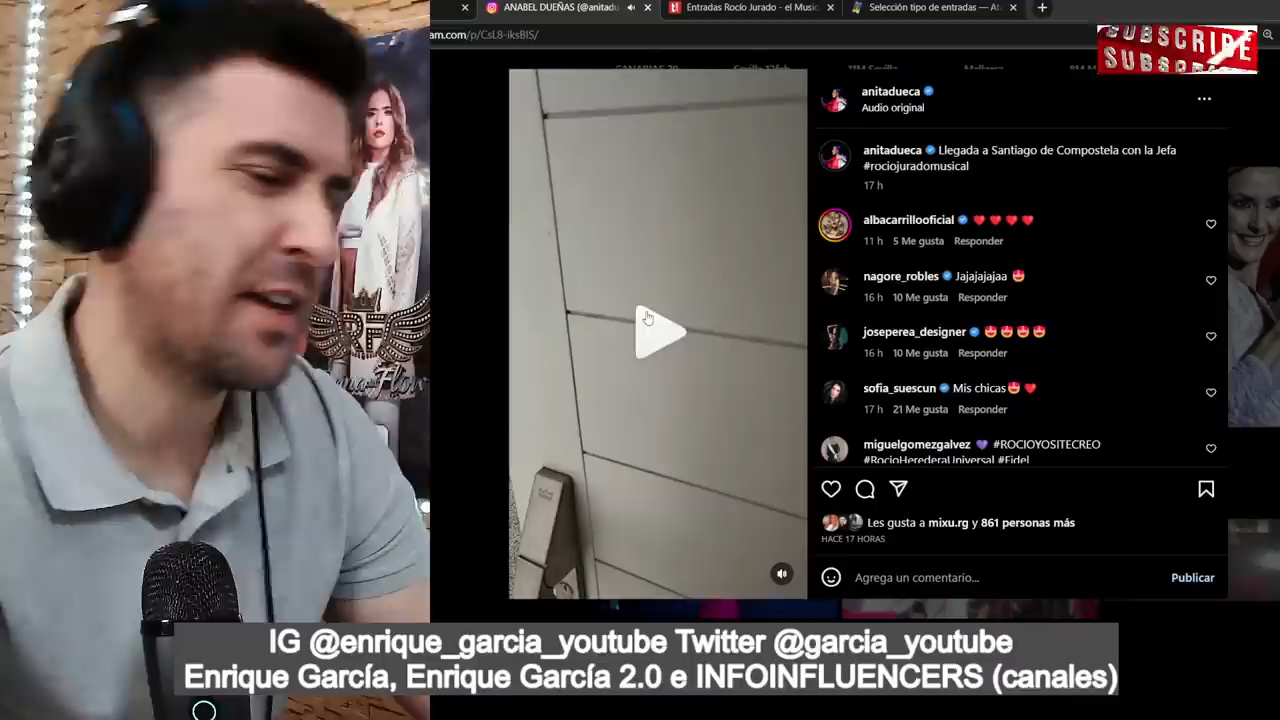 ANABEL DUEÑAS (@anitadu
Entradas Rocío Jurado - el Music
Selección tipo de entradas — At
am.com/p/CsL8-iksBIS/
SUBSCRIBE
anitadueca
Audio original
anitadueca Llegada a Santiago de Compostela con la Jefa
#rociojuradomusical
17 h
albacarrillooficial ❤️ ❤️ ❤️ ❤️
11 h 5 Me gusta Responder
nagore_robles Jajajajajaa 🤩
16 h 10 Me gusta Responder
joseperea_designer 🤩🤩🤩🤩
16 h 10 Me gusta Responder
sofia_suescun Mis chicas🤩❤️
17 h 21 Me gusta Responder
miguelgomezgalvez 💜 #ROCIOYOSITECREO
#RocioHerederaUniversal #Fidel
Les gusta a mixu.rg y 861 personas más
HACE 17 HORAS
Agrega un comentario...
Publicar
IG @enrique_garcia_youtube Twitter @garcia_youtube
Enrique García, Enrique García 2.0 e INFOINFLUENCERS (canales)